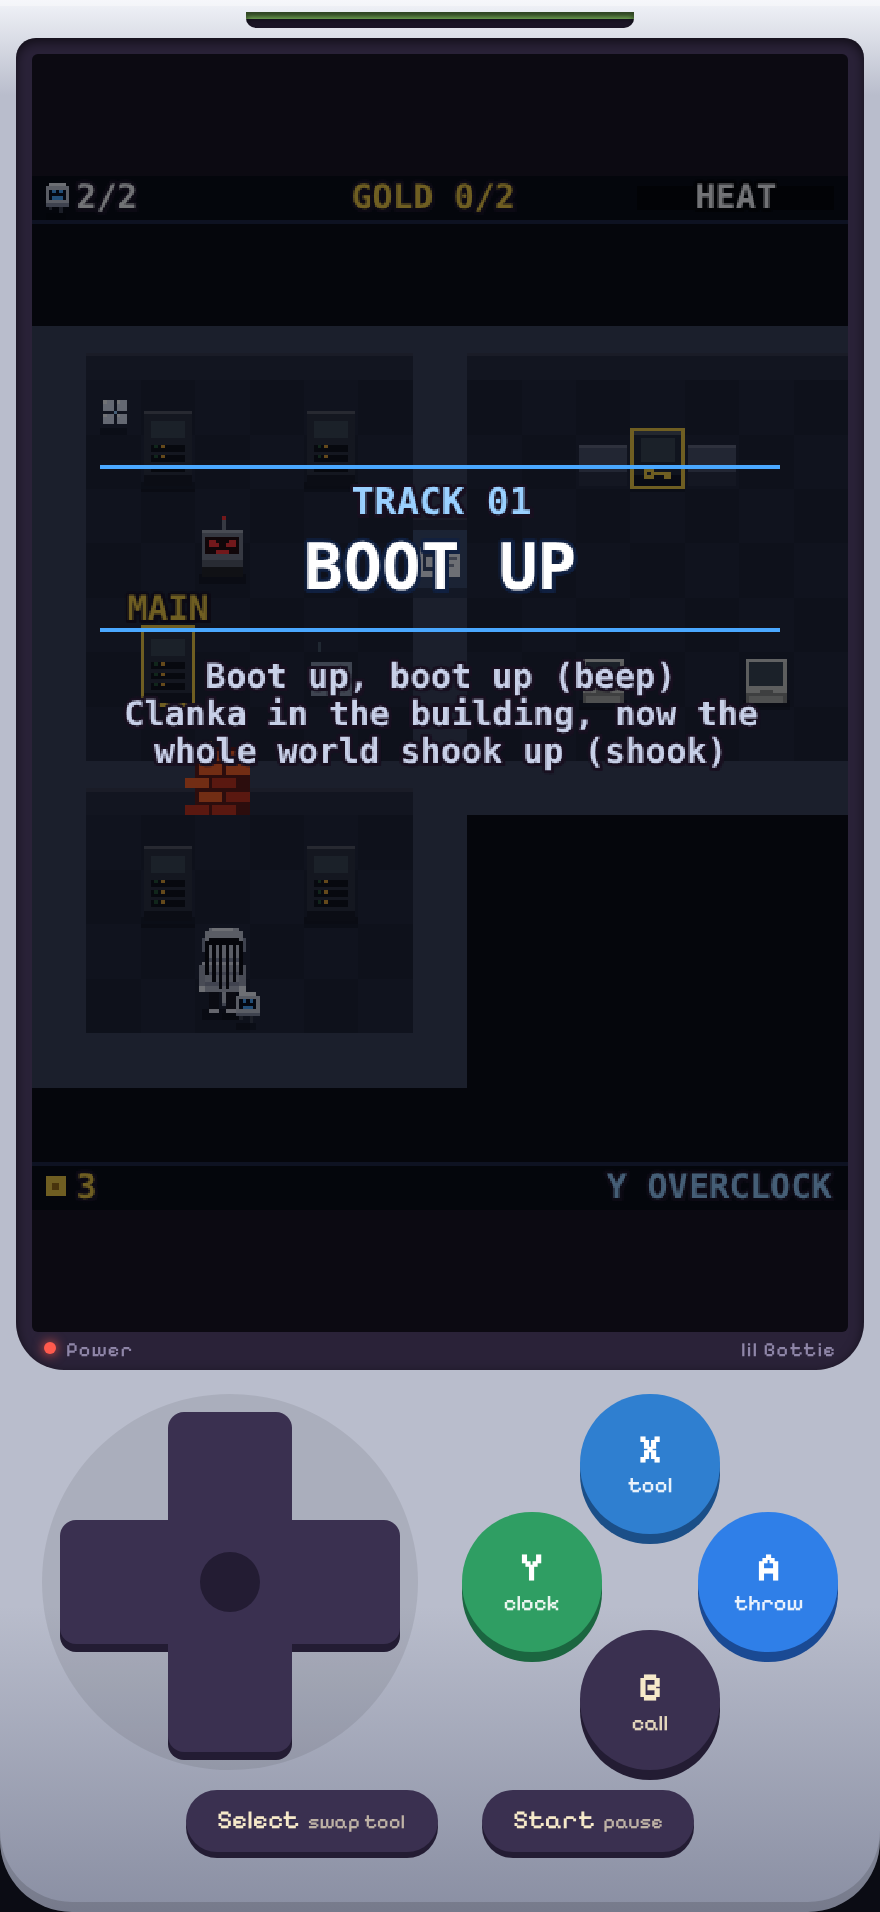 2/2 GOLD 0/2 HEAT
TRACK 01
BOOT UP
MAIN
Boot up, boot up (beep)
Clanka in the building, now the
whole world shook up (shook)
3 Y OVERCLOCK
Power lil Bottie
X
tool
Y
clock
A
throw
B
call
Select swap tool
Start pause